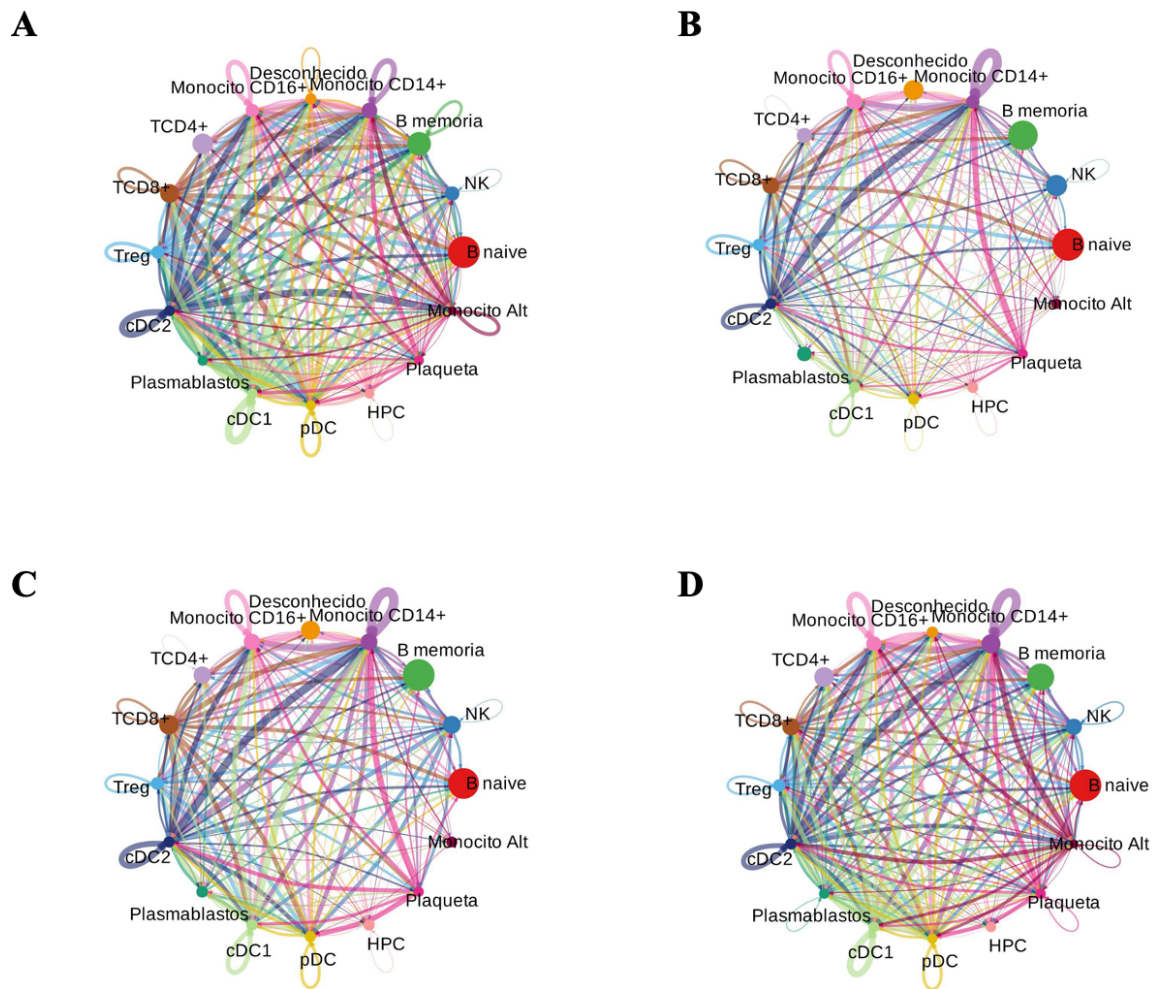 A
Desconhecido
Monocito CD16+
Monocito CD14+
B memoria
TCD4+
NK
TCD8+
B naive
Treg
Monocito Alt
cDC2
Plaqueta
Plasmablastos
HPC
cDC1
pDC
B
Desconhecido
Monocito CD16+
Monocito CD14+
B memoria
TCD4+
NK
TCD8+
B naive
Treg
Monocito Alt
cDC2
Plaqueta
Plasmablastos
HPC
cDC1
pDC
C
Desconhecido
Monocito CD16+
Monocito CD14+
B memoria
TCD4+
NK
TCD8+
B naive
Treg
Monocito Alt
cDC2
Plaqueta
Plasmablastos
HPC
cDC1
pDC
D
Desconhecido
Monocito CD16+
Monocito CD14+
B memoria
TCD4+
NK
TCD8+
B naive
Treg
Monocito Alt
cDC2
Plaqueta
Plasmablastos
HPC
cDC1
pDC